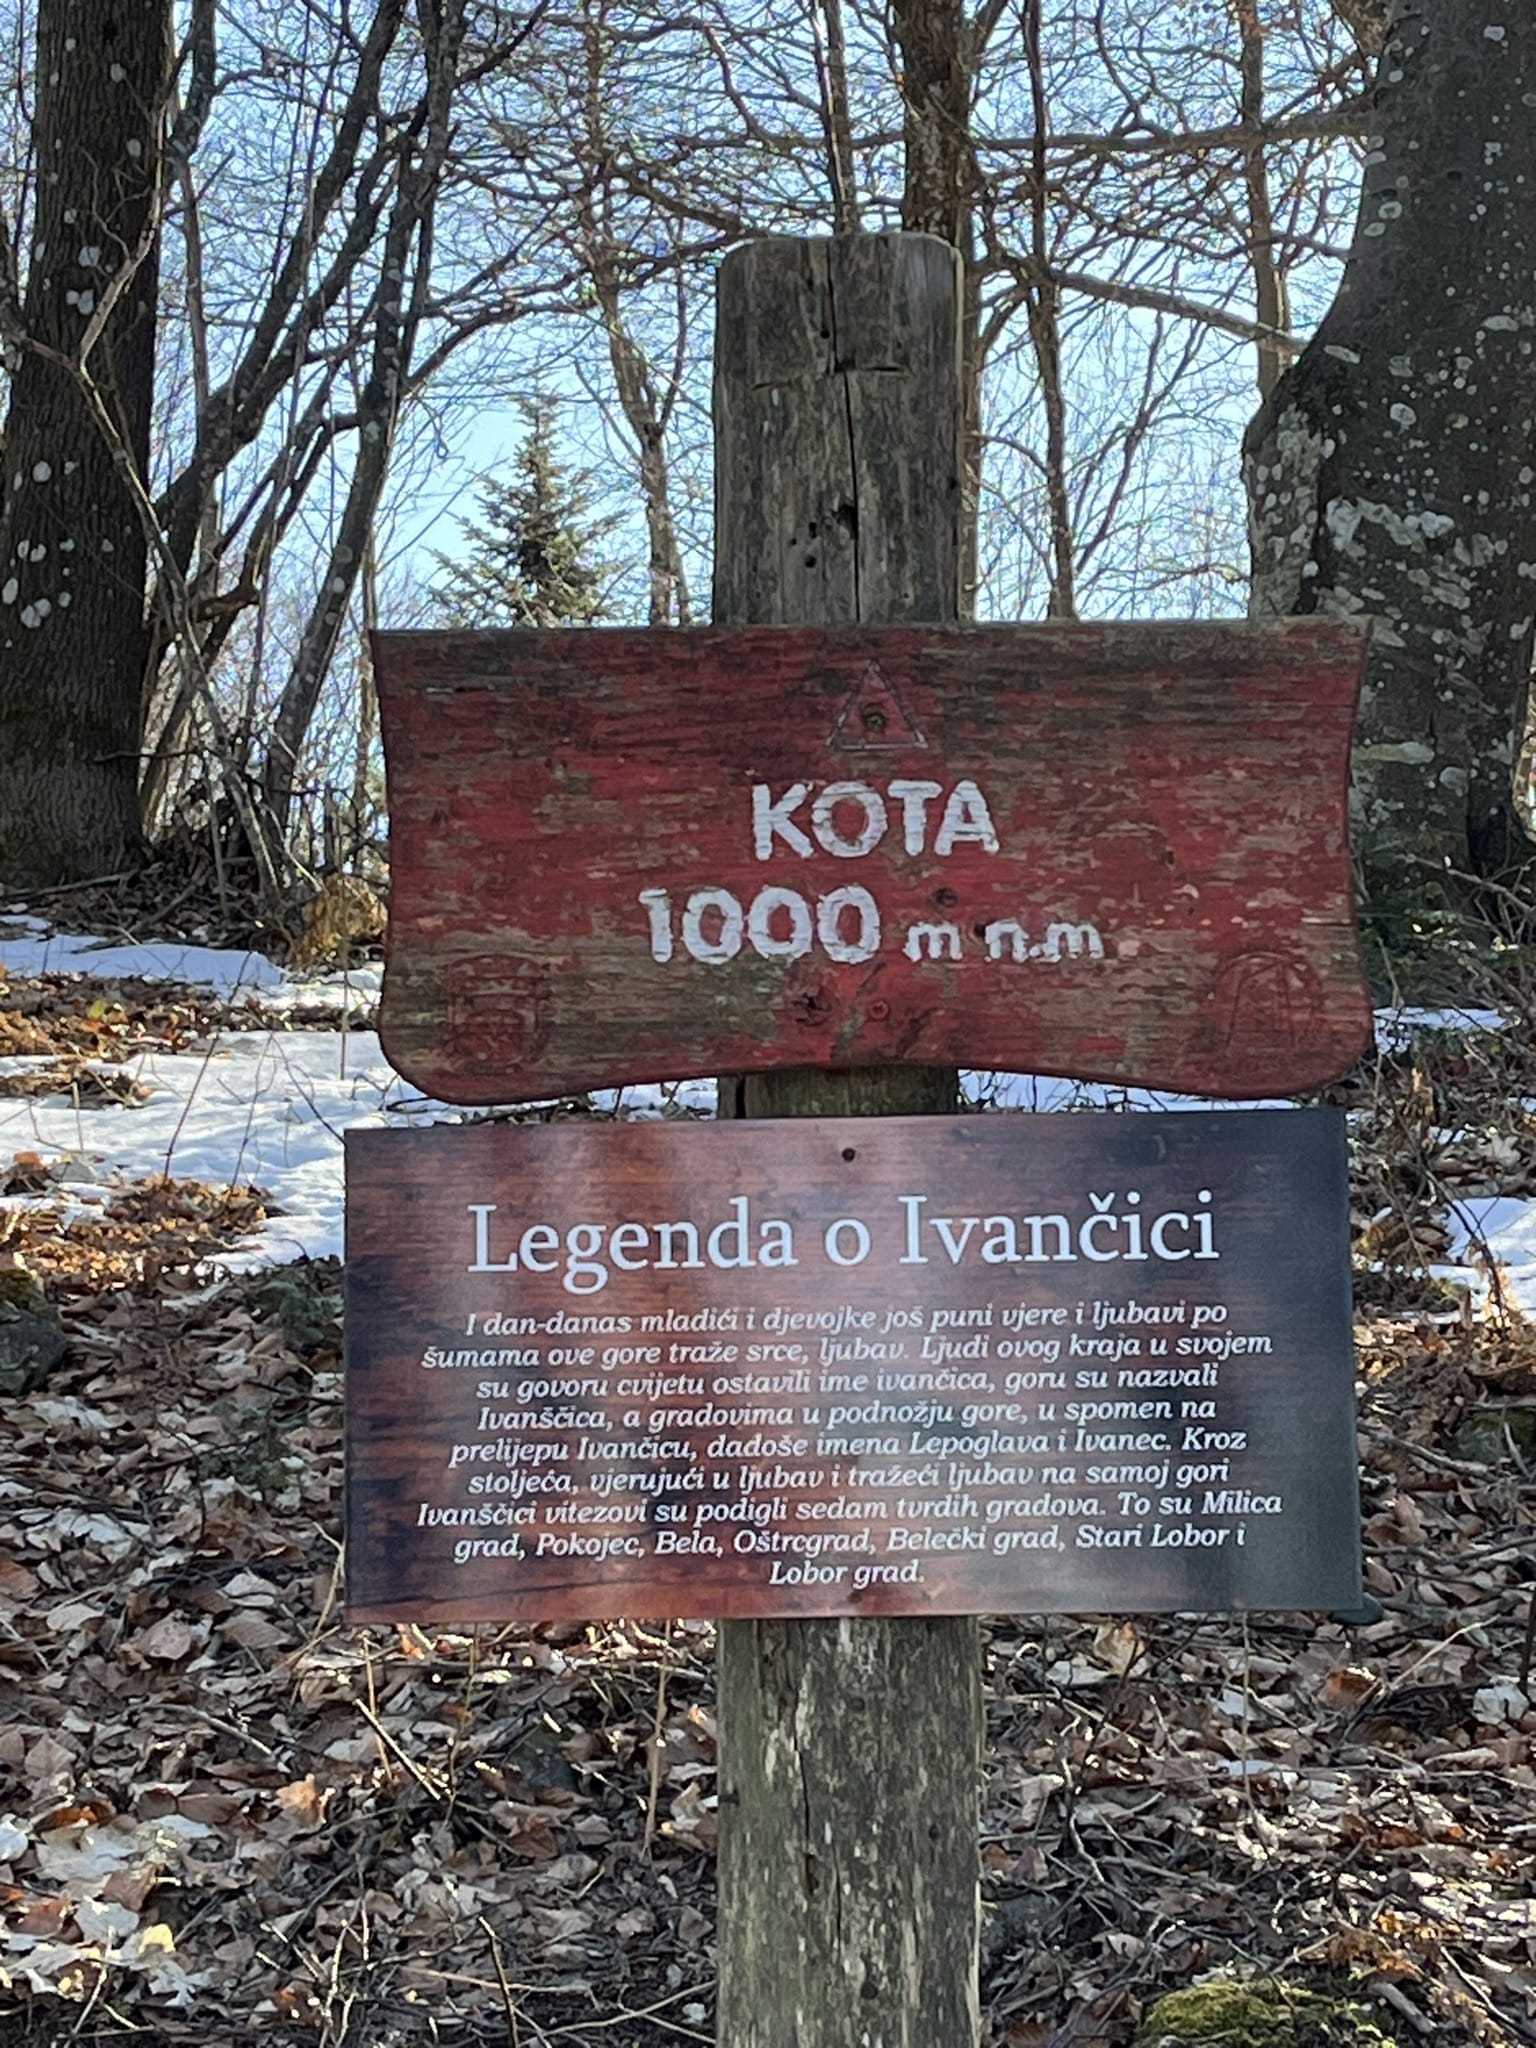 KOTA
1000 m n.m
Legenda o Ivančici
I dan-danas mladići i djevojke još puni vjere i ljubavi po
šumama ove gore traže srce, ljubav. Ljudi ovog kraja u svojem
su govoru cvijetu ostavili ime ivančica, goru su nazvali
Ivanščica, a gradovima u podnožju gore, u spomen na
prelijepu Ivančicu, dadoše imena Lepoglava i Ivanec. Kroz
stoljeća, vjerujući u ljubav i tražeći ljubav na samoj gori
Ivanščici vitezovi su podigli sedam tvrdih gradova. To su Milica
grad, Pokojec, Bela, Oštrcgrad, Belečki grad, Stari Lobor i
Lobor grad.